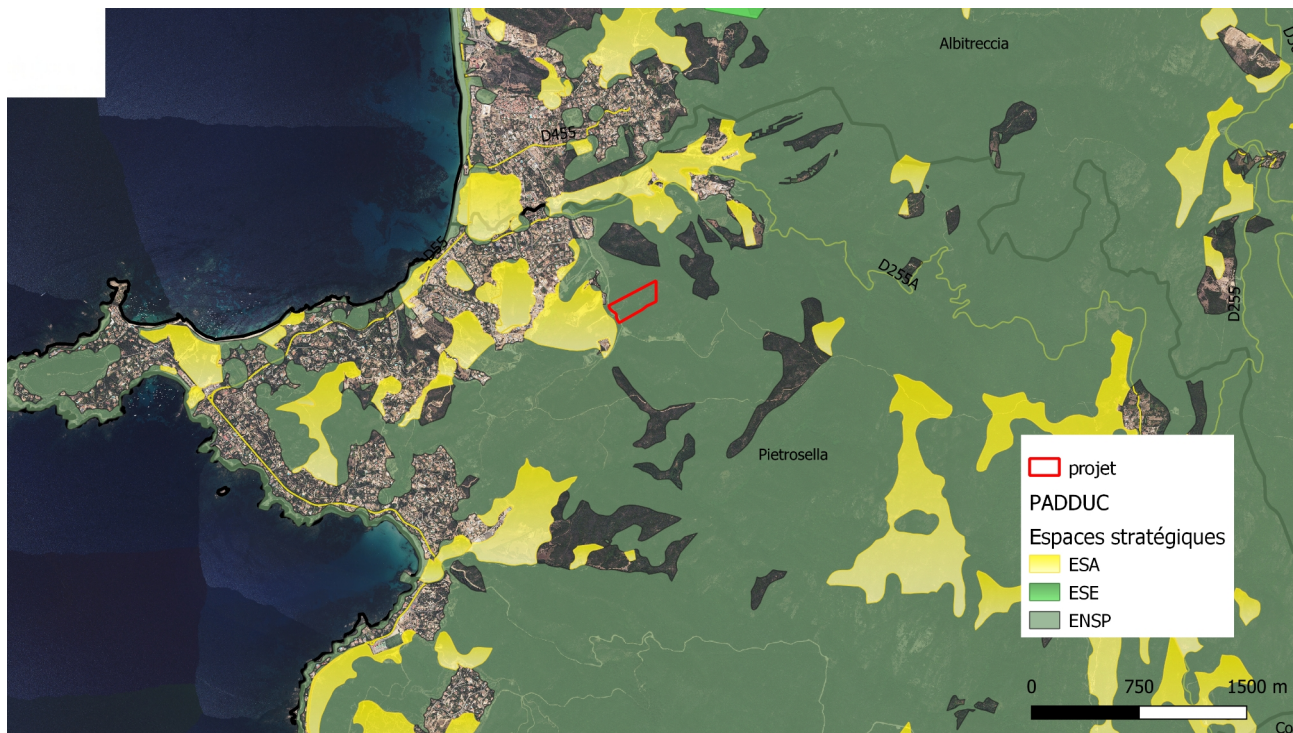 Albitreccia
D455
D55
D255A
D255
Pietrosella
projet
PADDUC
Espaces stratégiques
ESA
ESE
ENSP
0 750 1500 m